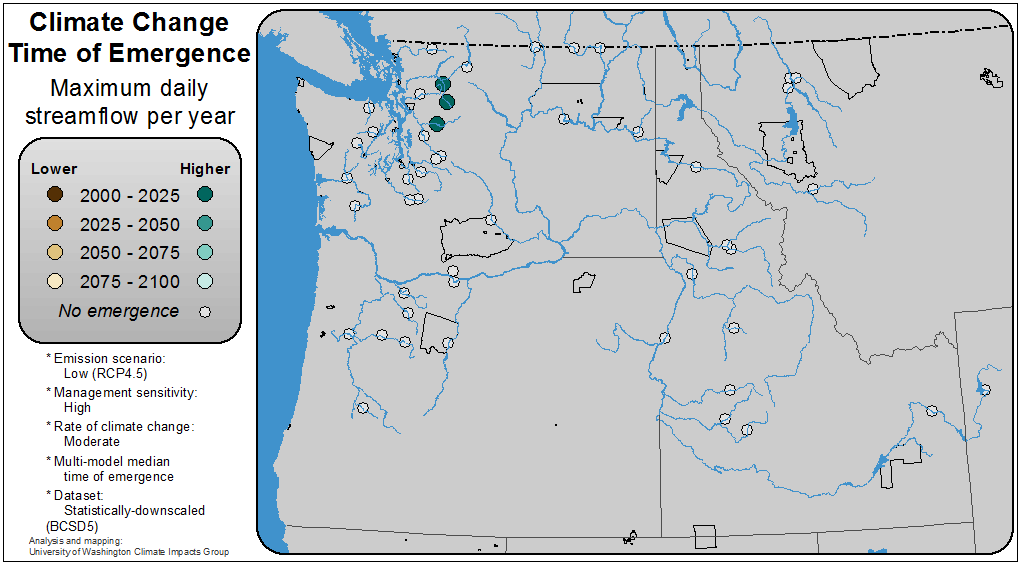 Climate Change
Time of Emergence
Maximum daily
streamflow per year
Lower Higher
2000 - 2025
2025 - 2050
2050 - 2075
2075 - 2100
No emergence
* Emission scenario:
Low (RCP4.5)
* Management sensitivity:
High
* Rate of climate change:
Moderate
* Multi-model median
time of emergence
* Dataset:
Statistically-downscaled
(BCSD5)
Analysis and mapping:
University of Washington Climate Impacts Group